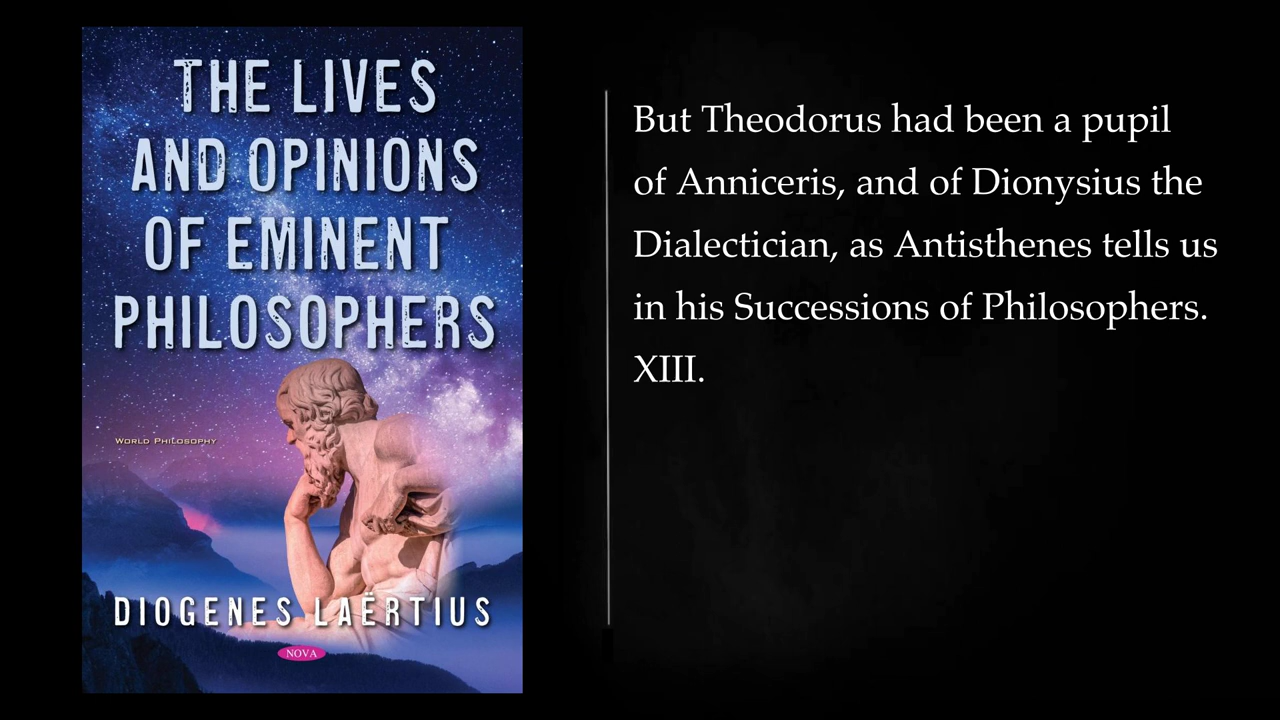 THE LIVES
AND OPINIONS
OF EMINENT
PHILOSOPHERS
WORLD PHILOSOPHY
DIOGENES LAËRTIUS
NOVA
But Theodorus had been a pupil
of Anniceris, and of Dionysius the
Dialectician, as Antisthenes tells us
in his Successions of Philosophers.
XIII.